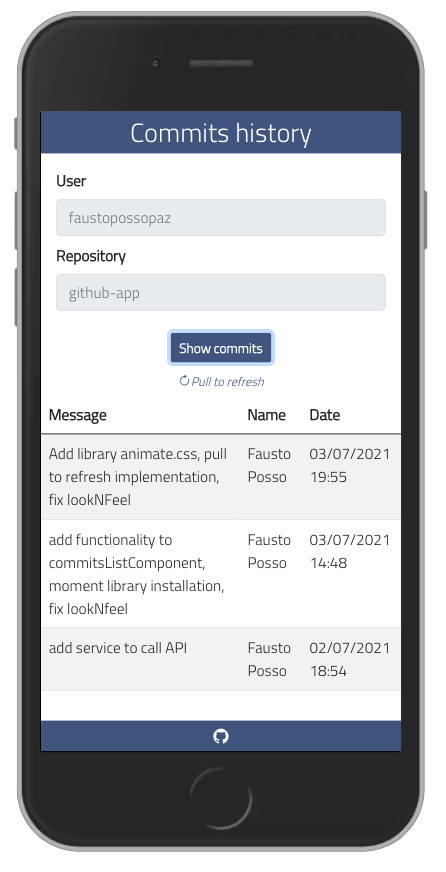 Commits history
User
faustopossopaz
Repository
github-app
Show commits
Pull to refresh
Message Name Date
Add library animate.css, pull Fausto 03/07/2021
to refresh implementation, Posso 19:55
fix lookNFeel
add functionality to Fausto 03/07/2021
commitsListComponent, Posso 14:48
moment library installation,
fix lookNfeel
add service to call API Fausto 02/07/2021
Posso 18:54